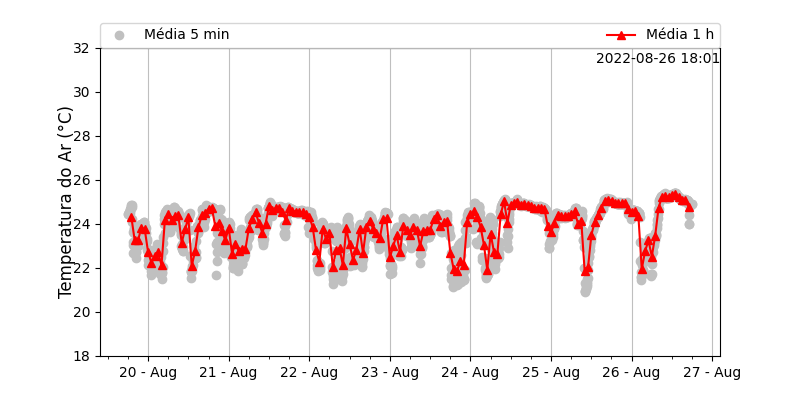 Média 5 min
Média 1 h
2022-08-26 18:01
Temperatura do Ar (°C)
32
30
28
26
24
22
20
18
20 - Aug
21 - Aug
22 - Aug
23 - Aug
24 - Aug
25 - Aug
26 - Aug
27 - Aug